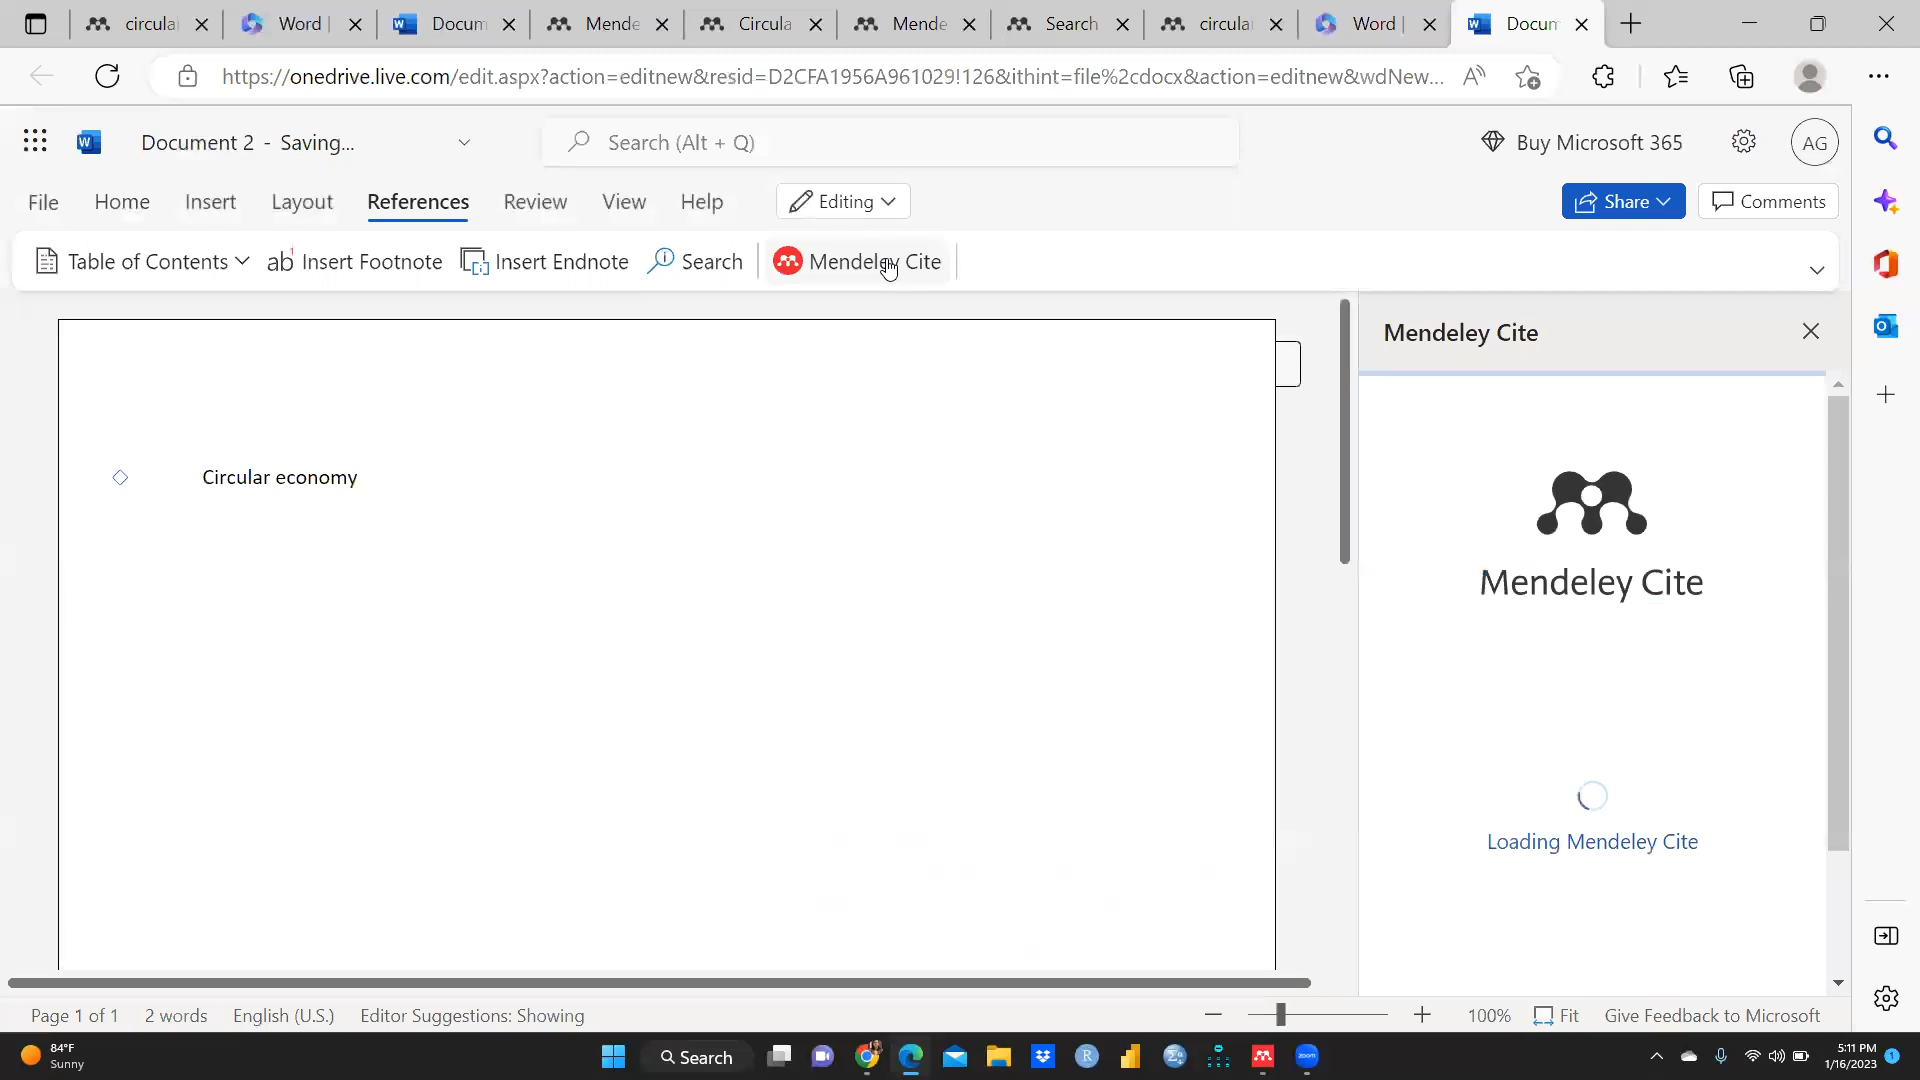 circular
Word |
Docum
Mende
Circula
Mende
Search
circular
Word |
Docum
https://onedrive.live.com/edit.aspx?action=editnew&resid=D2CFA1956A961029!126&ithint=file%2cdocx&action=editnew&wdNew...
Document 2 - Saving...
Search (Alt + Q)
Buy Microsoft 365
AG
File Home Insert Layout References Review View Help Editing Share Comments
Table of Contents Insert Footnote Insert Endnote Search Mendeley Cite
Mendeley Cite
Circular economy
Mendeley Cite
Loading Mendeley Cite
Page 1 of 1 2 words English (U.S.) Editor Suggestions: Showing 100% Fit Give Feedback to Microsoft
84°F
Sunny
Search
zoom
5:11 PM
1/16/2023
1